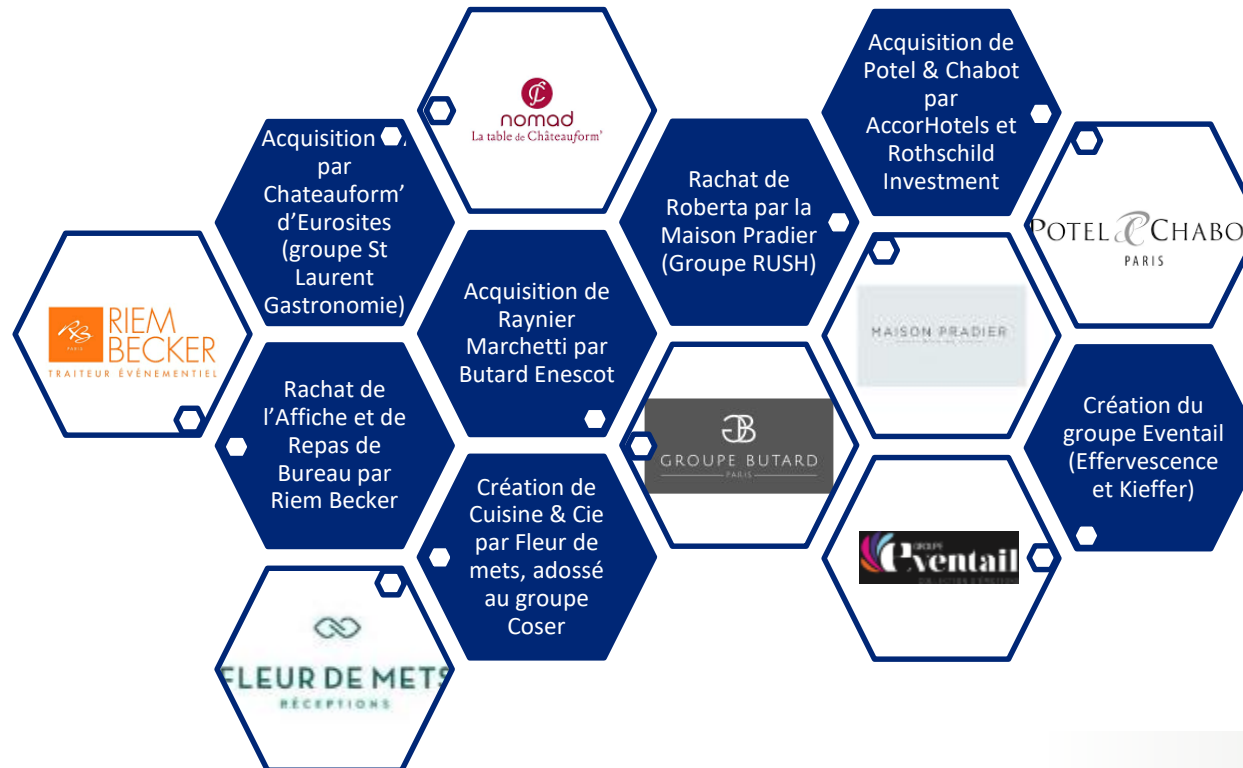 nomad
La table de Châteauform'
Acquisition de
Potel & Chabot
par
AccorHotels et
Rothschild
Investment
Acquisition
par
Chateauform'
d'Eurosites
(groupe St
Laurent
Gastronomie)
Rachat de
Roberta par la
Maison Pradier
(Groupe RUSH)
POTEL & CHABO
PARIS
RB
PARIS
RIEM
BECKER
TRAITEUR ÉVÉNEMENTIEL
Acquisition de
Raynier
Marchetti par
Butard Enescot
MAISON PRADIER
Rachat de
l'Affiche et de
Repas de
Bureau par
Riem Becker
GB
GROUPE BUTARD
PARIS
Création du
groupe Eventail
(Effervescence
et Kieffer)
Création de
Cuisine & Cie
par Fleur de
mets, adossé
au groupe
Coser
GROUPE
eventail
FLEUR DE METS
RÉCEPTIONS